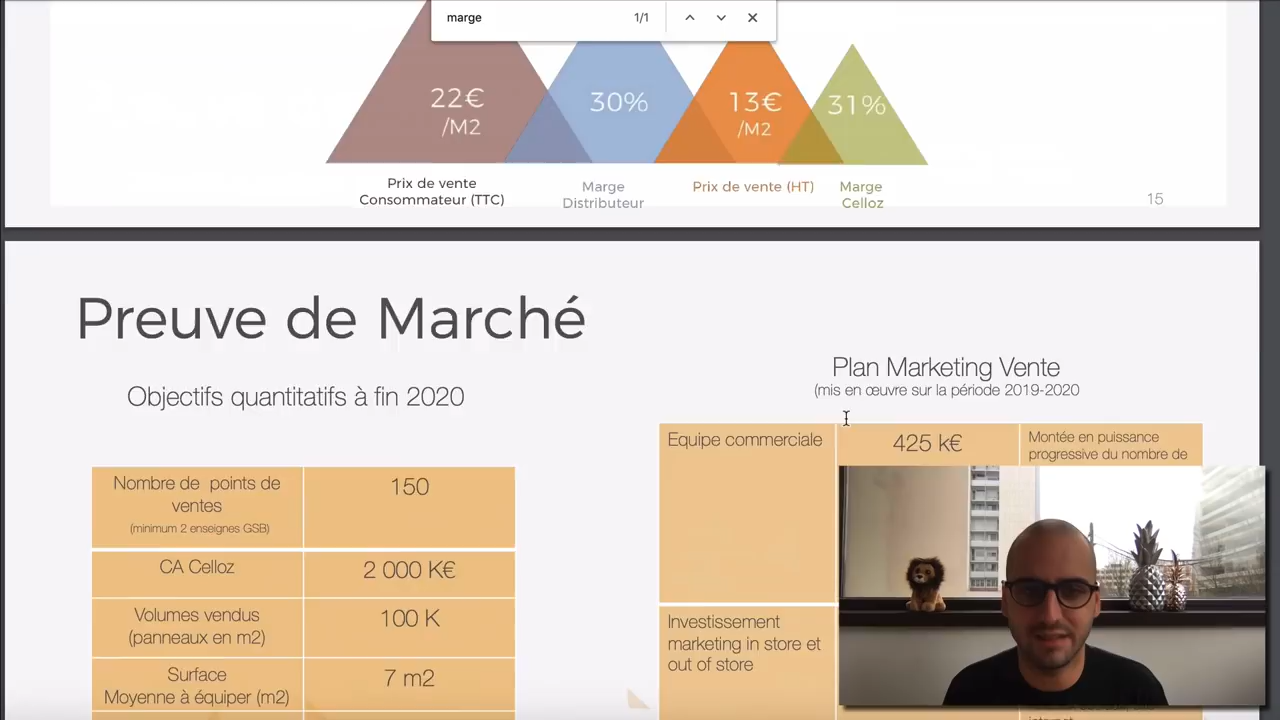 marge
1/1
22€
/M2
30%
13€
/M2
31%
Prix de vente
Consommateur (TTC)
Marge
Distributeur
Prix de vente (HT)
Marge
Celloz
15
Preuve de Marché
Objectifs quantitatifs à fin 2020
Nombre de points de
ventes
(minimum 2 enseignes GSB)
150
CA Celloz
2 000 K€
Volumes vendus
(panneaux en m2)
100 K
Surface
Moyenne à équiper (m2)
7 m2
Plan Marketing Vente
(mis en œuvre sur la période 2019-2020
Equipe commerciale
425 k€
Montée en puissance
progressive du nombre de
Investissement
marketing in store et
out of store